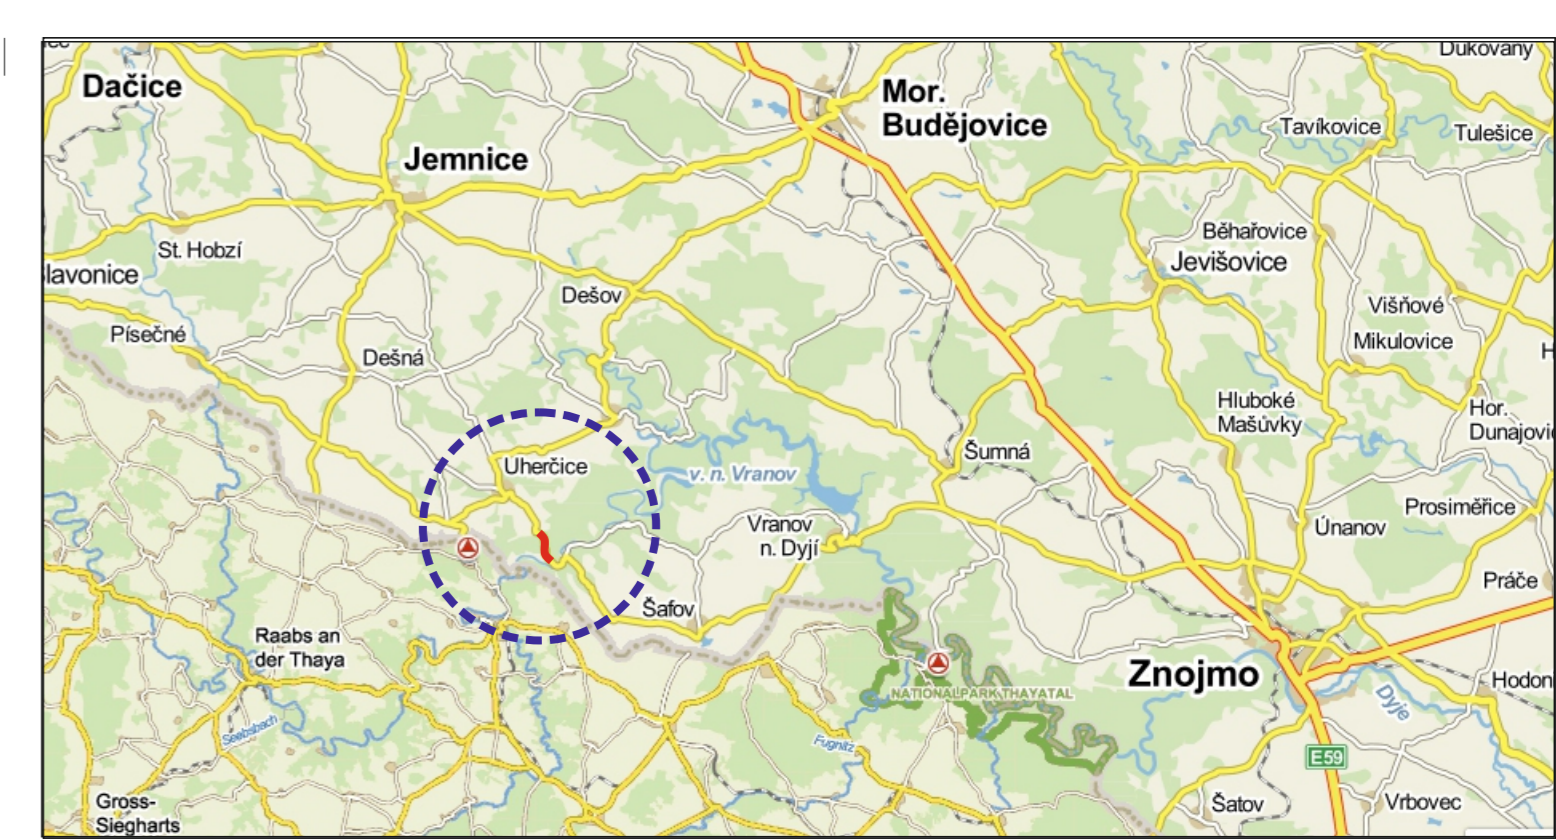 Dukovany
Dačice
Mor.
Budějovice
Tavíkovice
Tulešice
Jemnice
Běhařovice
St. Hobzí
Jevišovice
lavonice
Dešov
Višňové
Písečné
Mikulovice
Dešná
H
Hluboké
Mašůvky
Hor.
Dunajovi
Šumná
Uherčice
v. n. Vranov
Prosiměřice
Vranov
n. Dyjí
Únanov
Práče
Šafov
Raabs an
der Thaya
Znojmo
Hodon
NATIONALPARK THAYATAL
Dyje
Seebsbach
Fugnitz
E59
Gross-
Siegharts
Šatov
Vrbovec